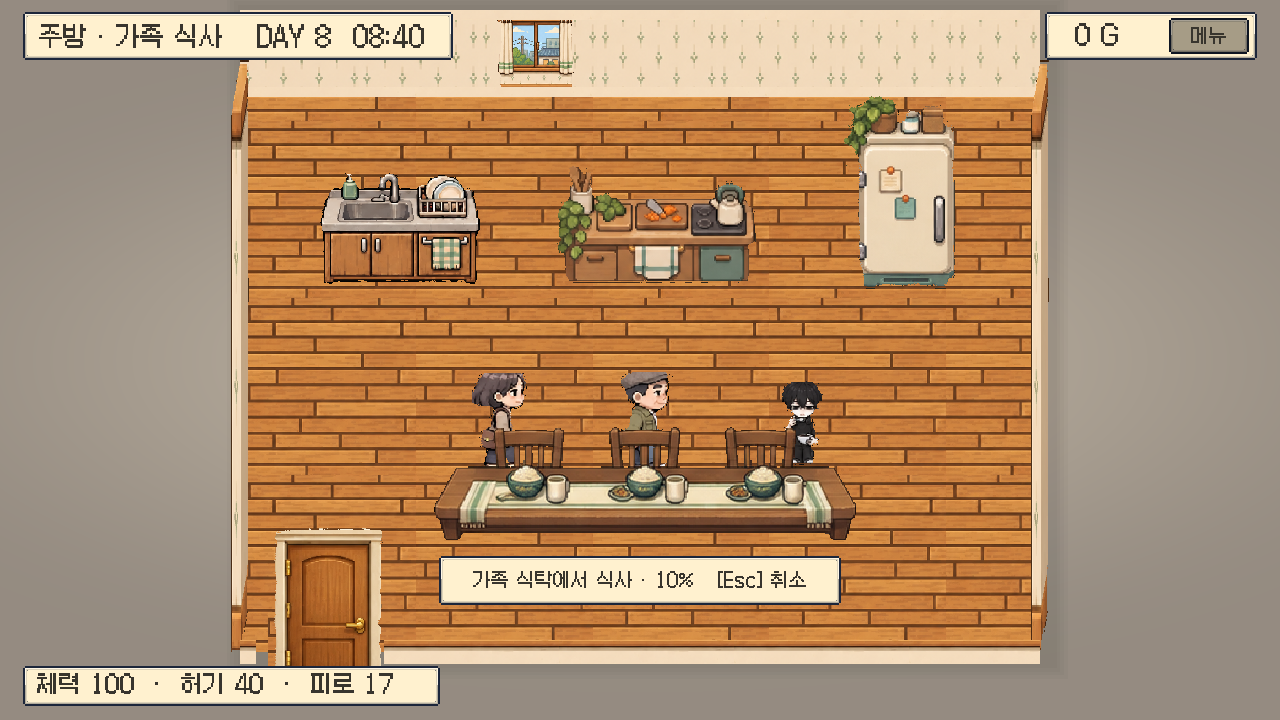 주방 · 가족 식사 DAY 8 08:40
0 G
메뉴
가족 식탁에서 식사 · 10% [Esc] 취소
체력 100 · 허기 40 · 피로 17